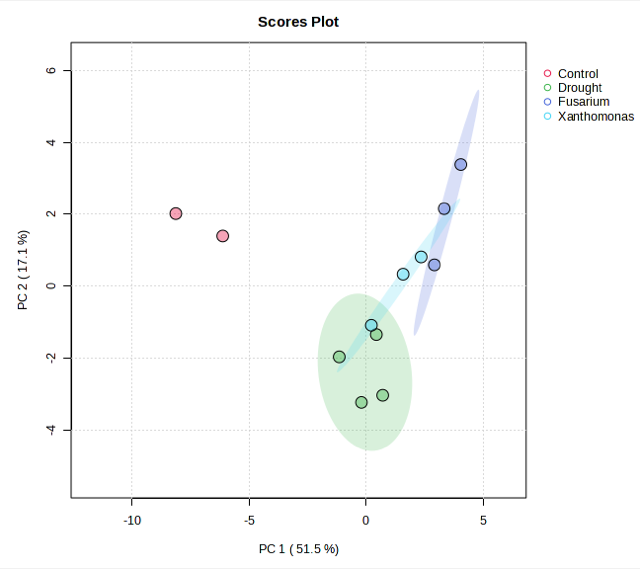 Scores Plot
Control
Drought
Fusarium
Xanthomonas
6
4
2
0
-2
-4
PC 2 ( 17.1 %)
-10
-5
0
5
PC 1 ( 51.5 %)